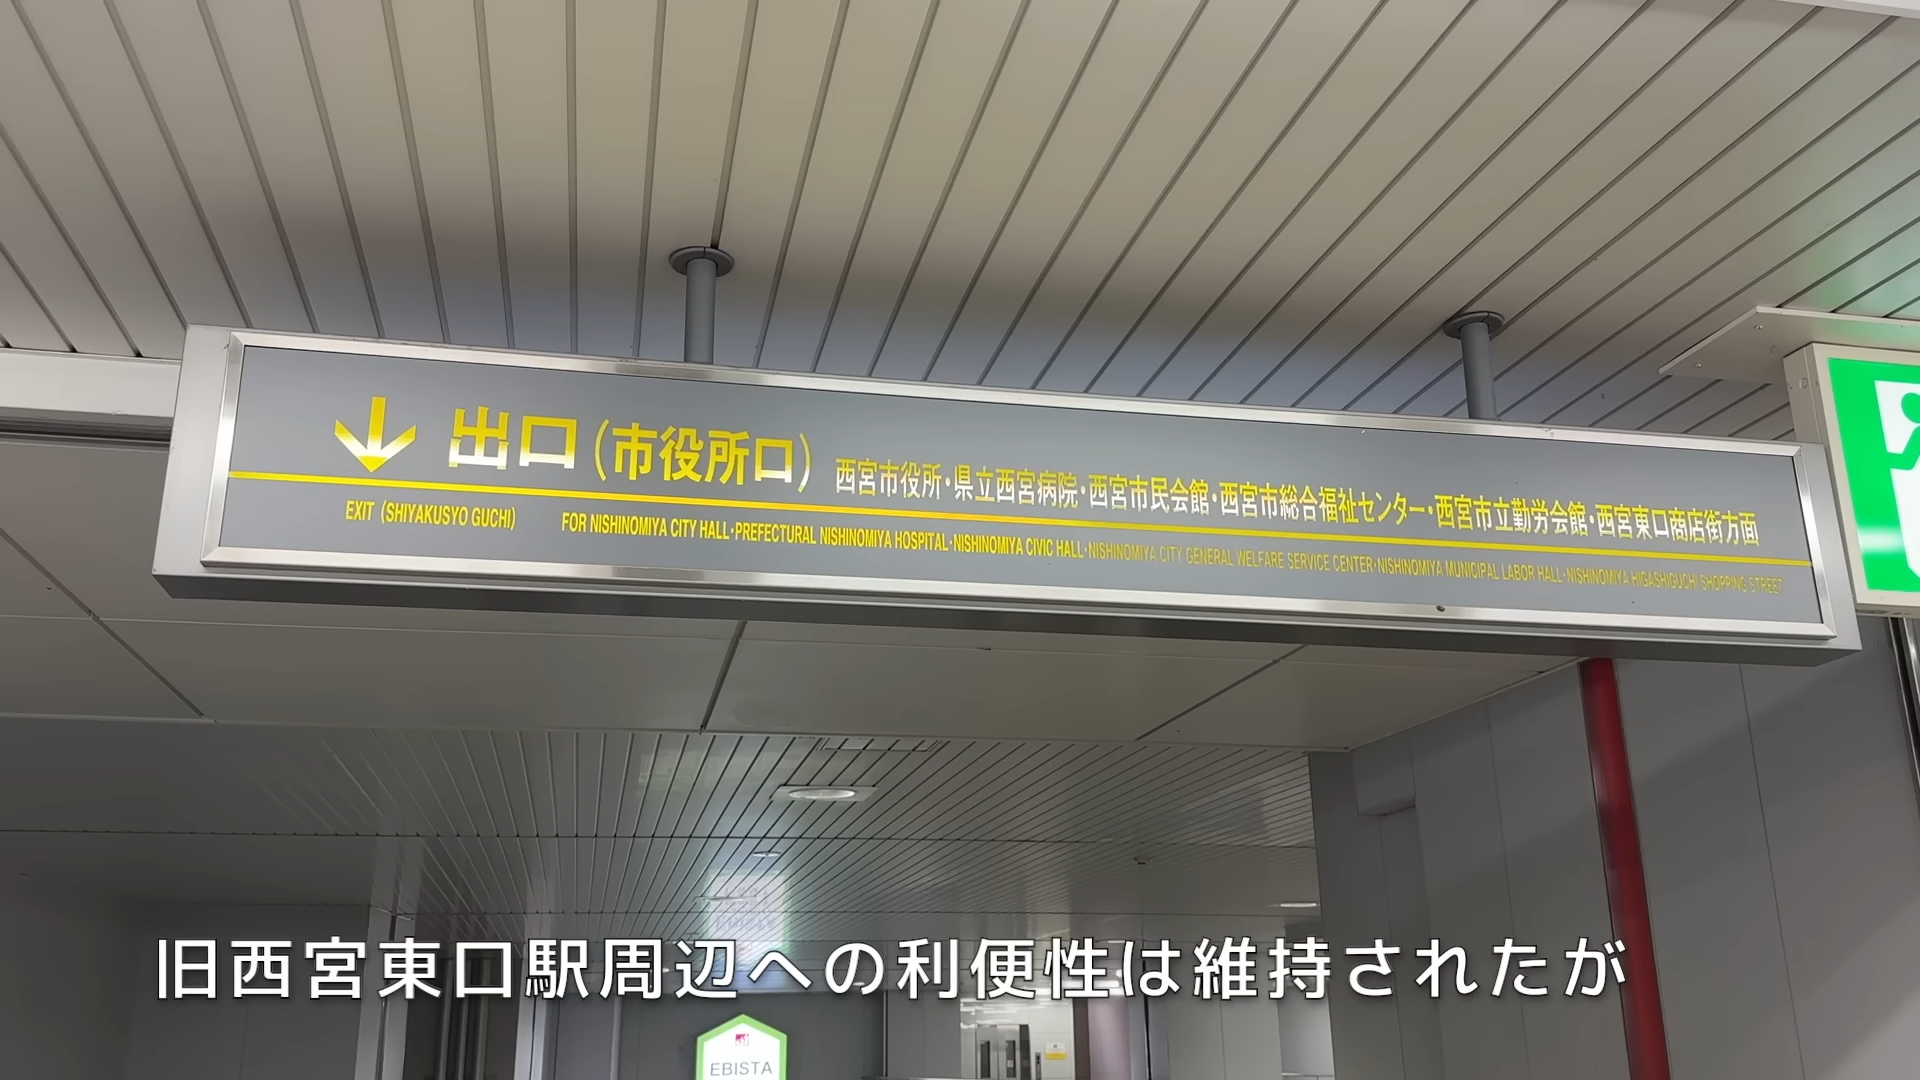 出口(市役所口) 西宮市役所・県立西宮病院・西宮市民会館・西宮市総合福祉センター・西宮市立勤労会館・西宮東口商店街方面
EXIT (SHIYAKUSYO GUCHI) FOR NISHINOMIYA CITY HALL・PREFECTURAL NISHINOMIYA HOSPITAL・NISHINOMIYA CIVIC HALL・NISHINOMIYA CITY GENERAL WELFARE SERVICE CENTER・NISHINOMIYA MUNICIPAL LABOR HALL・NISHINOMIYA HIGASHIGUCHI SHOPPING STREET
旧西宮東口駅周辺への利便性は維持されたが
EBISTA